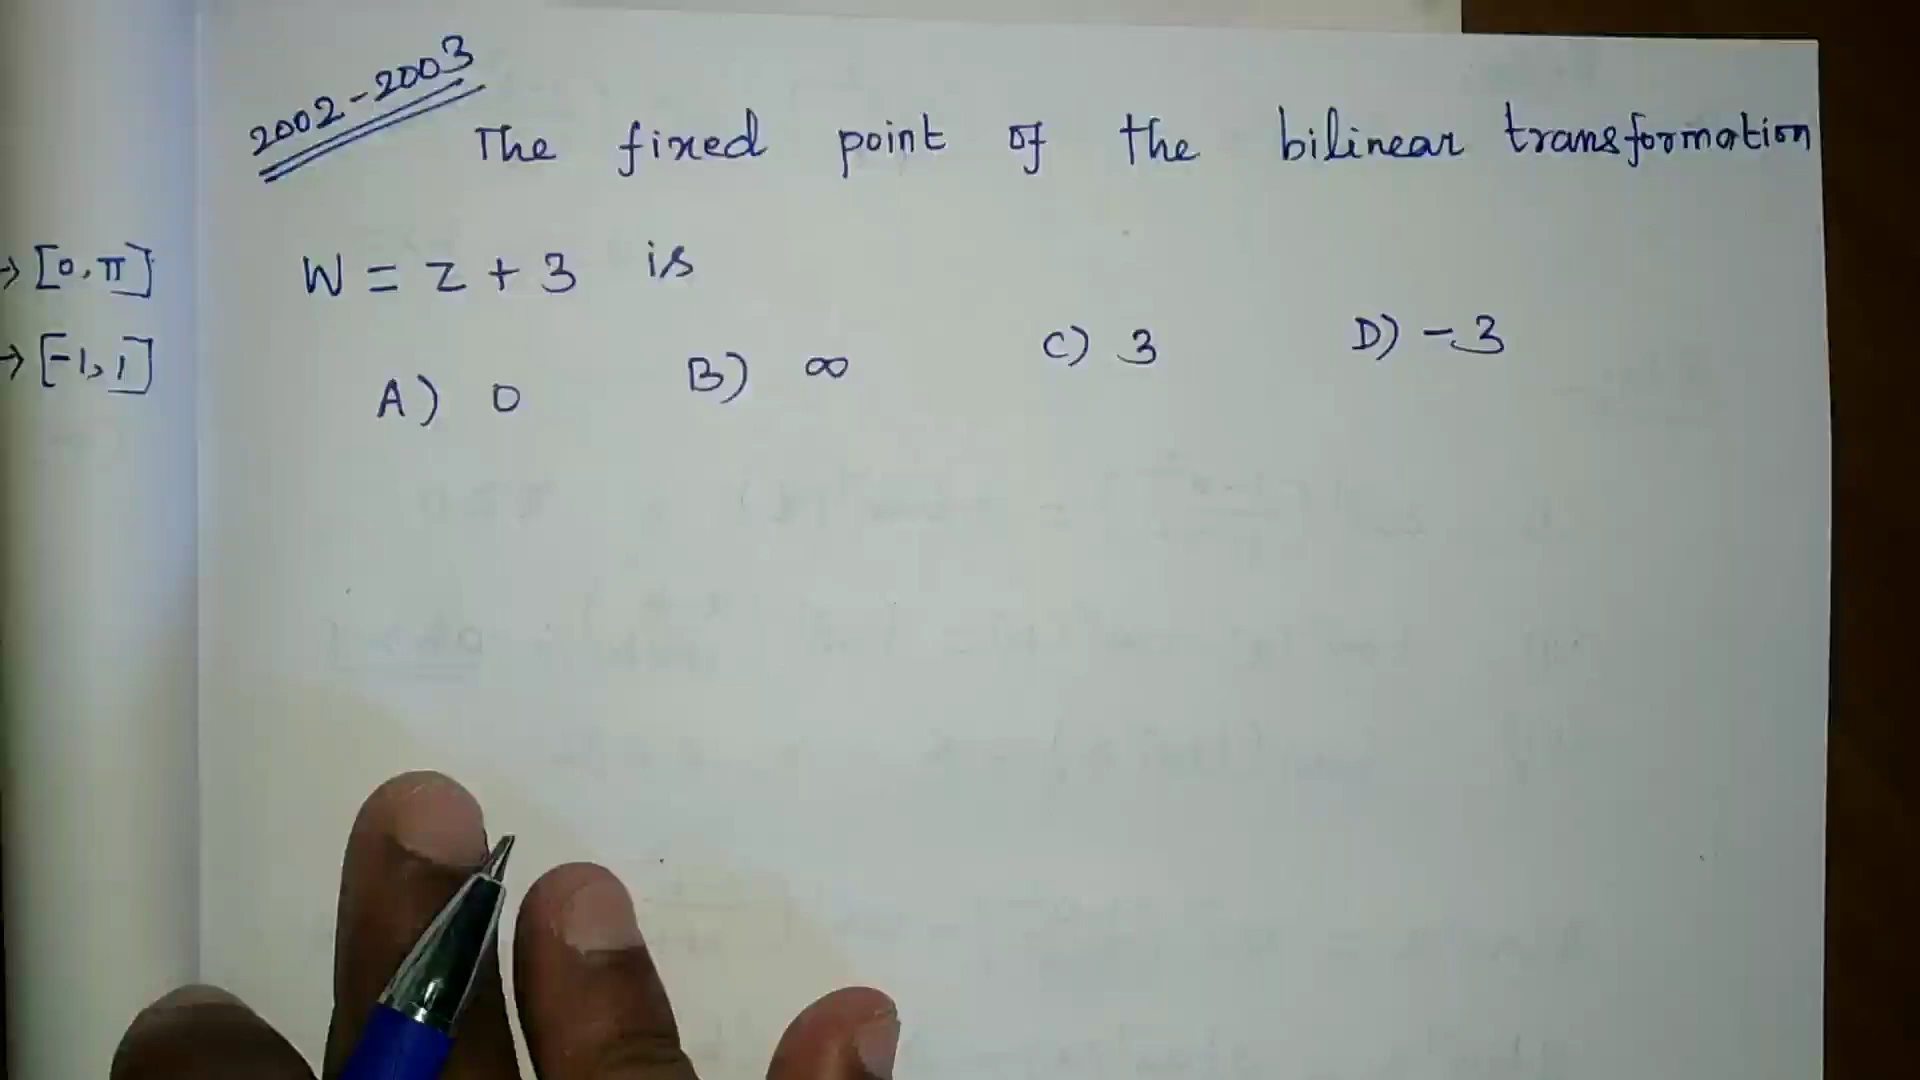 2002-2003
The fixed point of the bilinear transformation
W = z + 3 is
A) 0 B) ∞ C) 3 D) -3
→ [0, π]
→ [-1, 1]